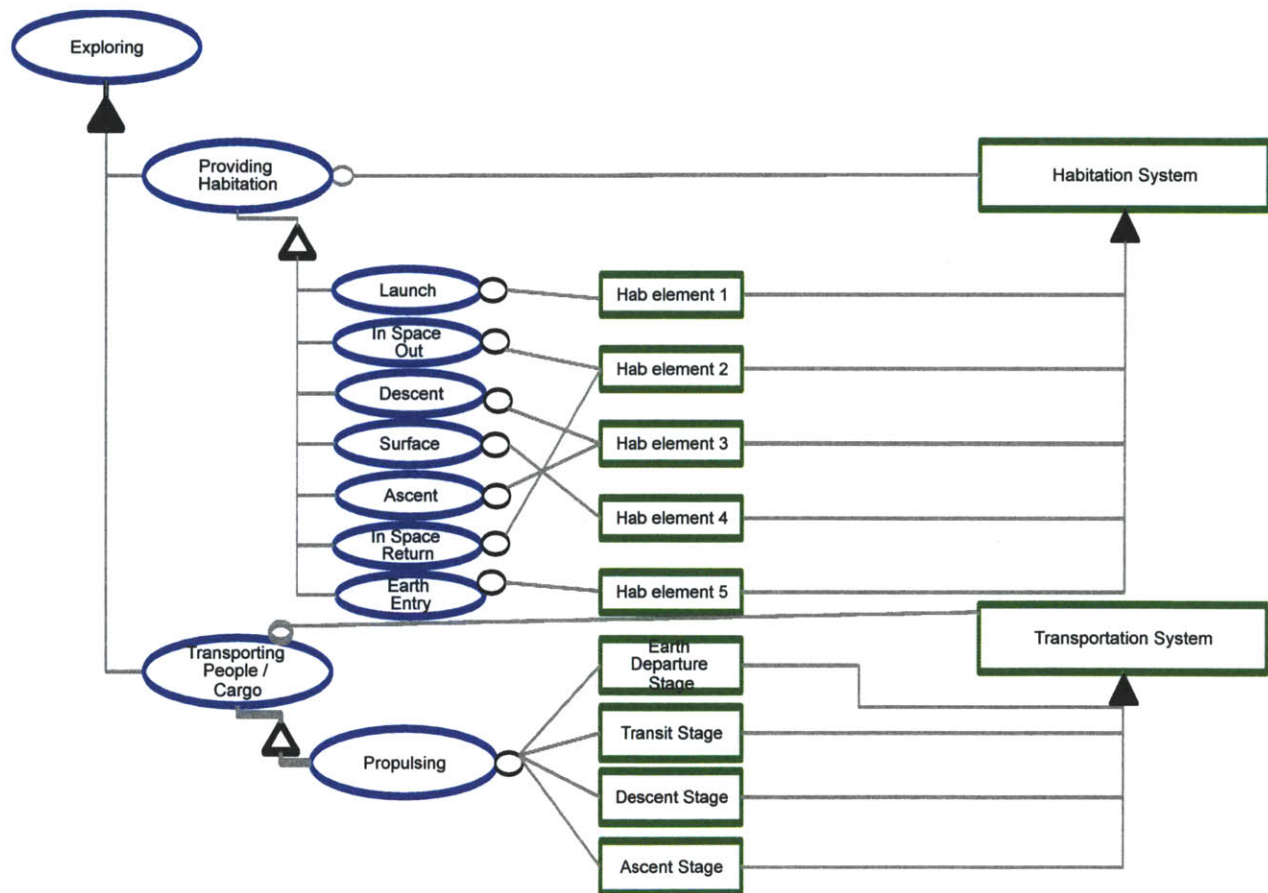 Exploring
Providing
Habitation
Habitation System
Launch
Hab element 1
In Space
Out
Hab element 2
Descent
Surface
Hab element 3
Ascent
Hab element 4
In Space
Return
Earth
Entry
Hab element 5
Transporting
People /
Cargo
Transportation System
Earth
Departure
Stage
Transit Stage
Propulsing
Descent Stage
Ascent Stage